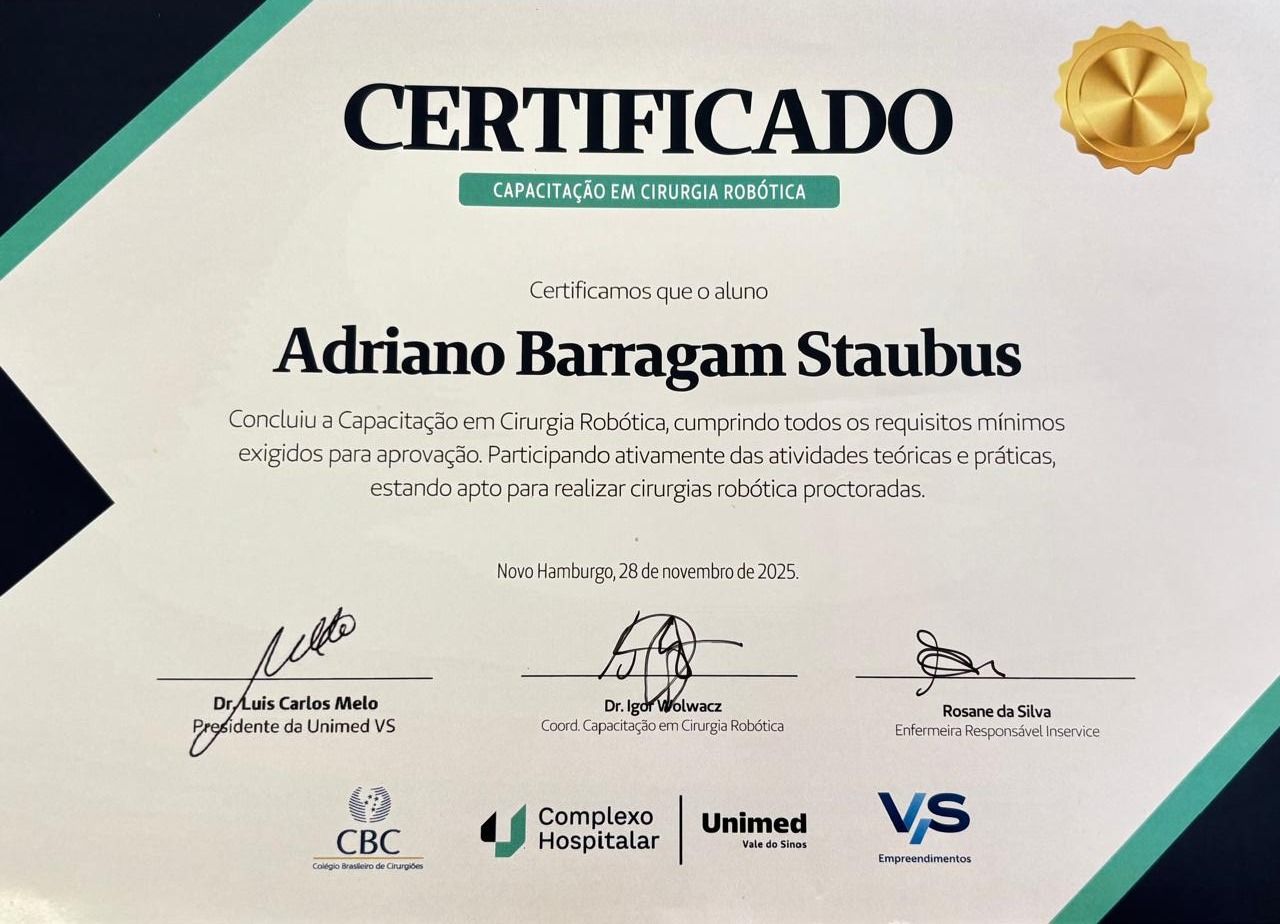 CERTIFICADO
CAPACITAÇÃO EM CIRURGIA ROBÓTICA
Certificamos que o aluno
Adriano Barragam Staubus
Concluiu a Capacitação em Cirurgia Robótica, cumprindo todos os requisitos mínimos
exigidos para aprovação. Participando ativamente das atividades teóricas e práticas,
estando apto para realizar cirurgias robótica proctoradas.
Novo Hamburgo, 28 de novembro de 2025.
Dr. Luis Carlos Melo
Presidente da Unimed VS
Dr. Igor Wolwacz
Coord. Capacitação em Cirurgia Robótica
Rosane da Silva
Enfermeira Responsável Inservice
CBC
Colégio Brasileiro de Cirurgiões
Complexo
Hospitalar
Unimed
Vale do Sinos
VS
Empreendimentos